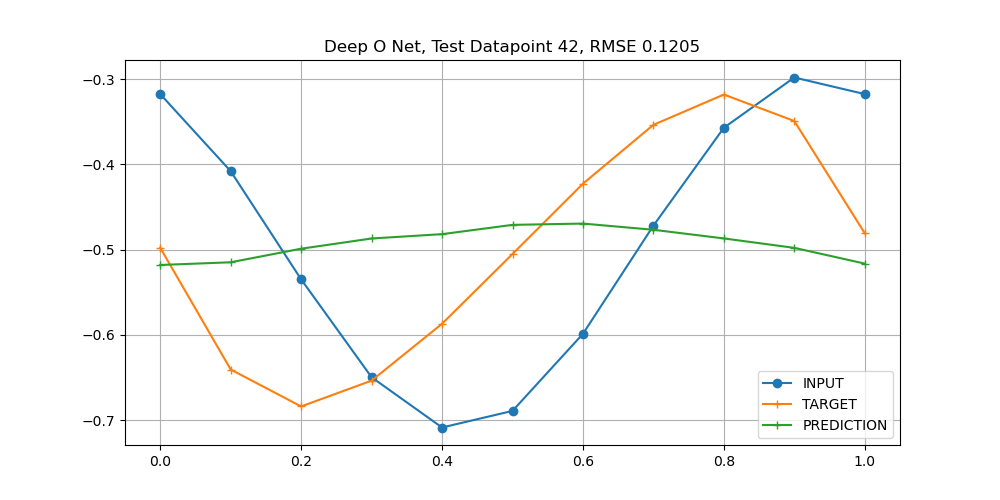 Deep O Net, Test Datapoint 42, RMSE 0.1205
−0.3
−0.4
−0.5
−0.6
−0.7
0.0 0.2 0.4 0.6 0.8 1.0
INPUT
TARGET
PREDICTION